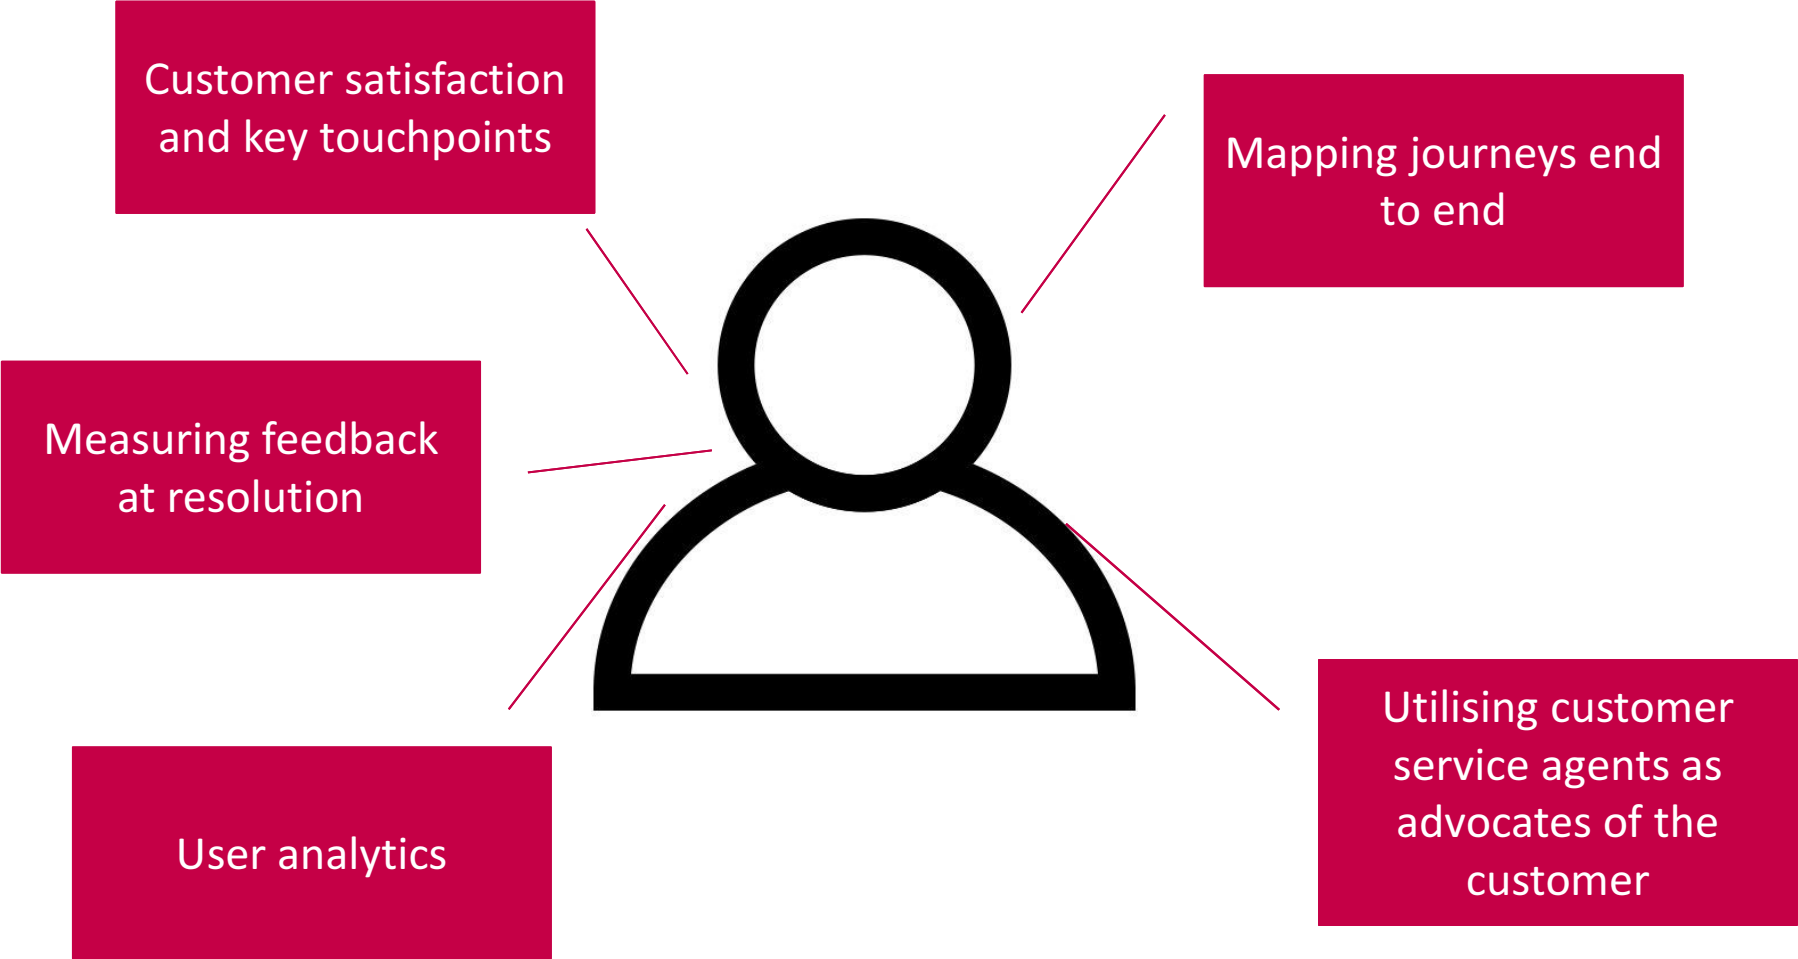 Customer satisfaction
and key touchpoints
Mapping journeys end
to end
Measuring feedback
at resolution
User analytics
Utilising customer
service agents as
advocates of the
customer